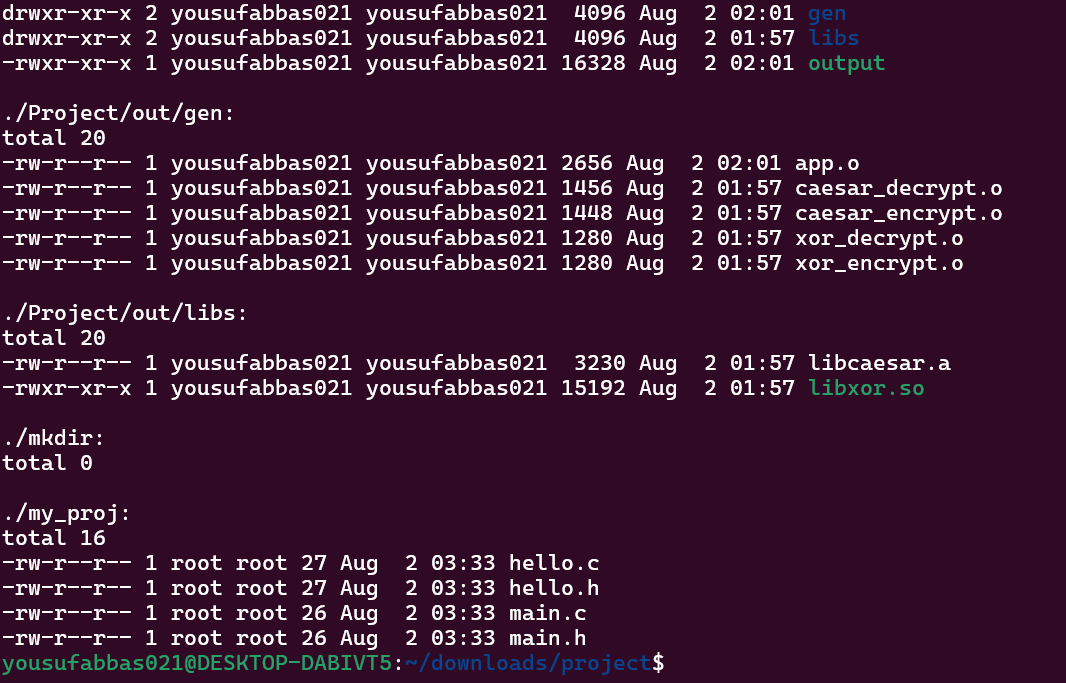 drwxr-xr-x 2 yousufabbas021 yousufabbas021  4096 Aug  2 02:01 gen
drwxr-xr-x 2 yousufabbas021 yousufabbas021  4096 Aug  2 01:57 libs
-rwxr-xr-x 1 yousufabbas021 yousufabbas021 16328 Aug  2 02:01 output

./Project/out/gen:
total 20
-rw-r--r-- 1 yousufabbas021 yousufabbas021 2656 Aug  2 02:01 app.o
-rw-r--r-- 1 yousufabbas021 yousufabbas021 1456 Aug  2 01:57 caesar_decrypt.o
-rw-r--r-- 1 yousufabbas021 yousufabbas021 1448 Aug  2 01:57 caesar_encrypt.o
-rw-r--r-- 1 yousufabbas021 yousufabbas021 1280 Aug  2 01:57 xor_decrypt.o
-rw-r--r-- 1 yousufabbas021 yousufabbas021 1280 Aug  2 01:57 xor_encrypt.o

./Project/out/libs:
total 20
-rw-r--r-- 1 yousufabbas021 yousufabbas021  3230 Aug  2 01:57 libcaesar.a
-rwxr-xr-x 1 yousufabbas021 yousufabbas021 15192 Aug  2 01:57 libxor.so

./mkdir:
total 0

./my_proj:
total 16
-rw-r--r-- 1 root root 27 Aug  2 03:33 hello.c
-rw-r--r-- 1 root root 27 Aug  2 03:33 hello.h
-rw-r--r-- 1 root root 26 Aug  2 03:33 main.c
-rw-r--r-- 1 root root 26 Aug  2 03:33 main.h
yousufabbas021@DESKTOP-DABIVT5:~/downloads/project$